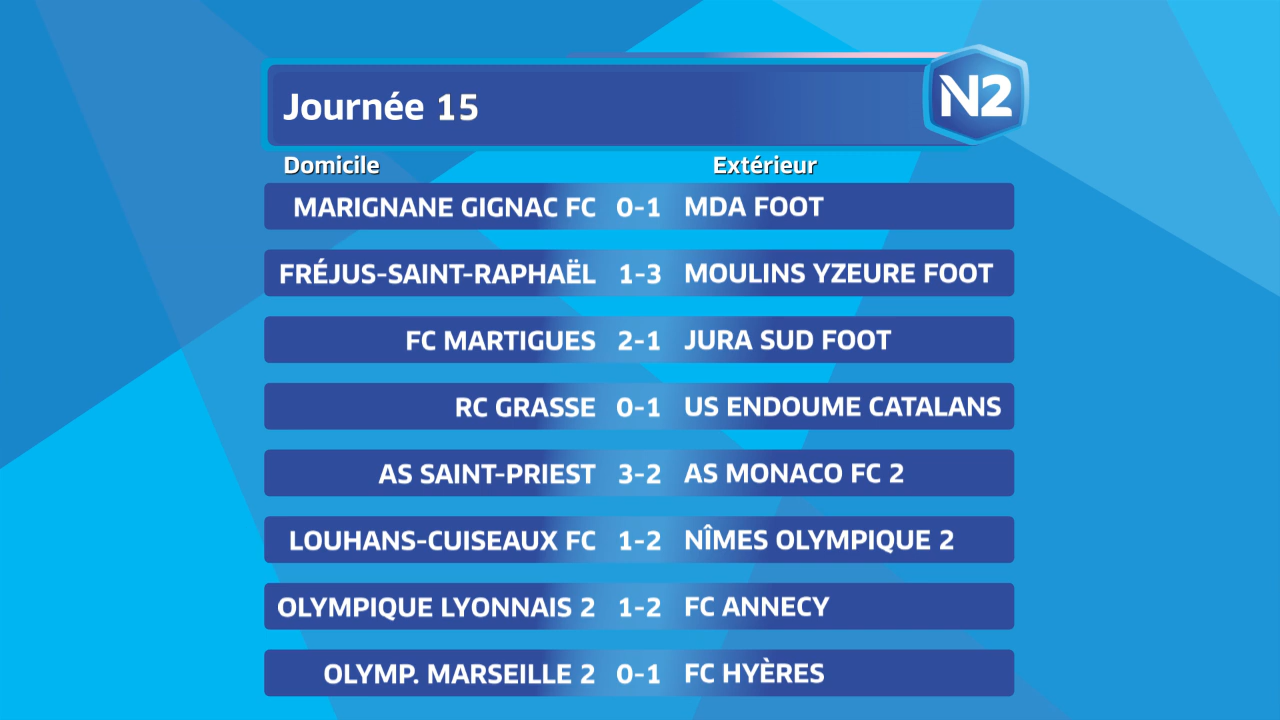 Journée 15
N2
Domicile Extérieur
MARIGNANE GIGNAC FC 0-1 MDA FOOT
FRÉJUS-SAINT-RAPHAËL 1-3 MOULINS YZEURE FOOT
FC MARTIGUES 2-1 JURA SUD FOOT
RC GRASSE 0-1 US ENDOUME CATALANS
AS SAINT-PRIEST 3-2 AS MONACO FC 2
LOUHANS-CUISEAUX FC 1-2 NÎMES OLYMPIQUE 2
OLYMPIQUE LYONNAIS 2 1-2 FC ANNECY
OLYMP. MARSEILLE 2 0-1 FC HYÈRES